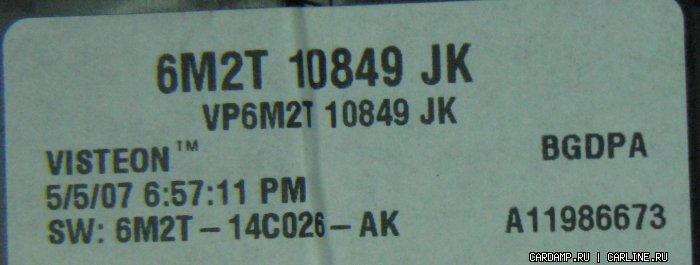 6M2T 10849 JK
VP6M2T 10849 JK
VISTEON™ BGDPA
5/5/07 6:57:11 PM
SW: 6M2T-14C026-AK A11986673
CARDAMP.RU | CARLINE.RU